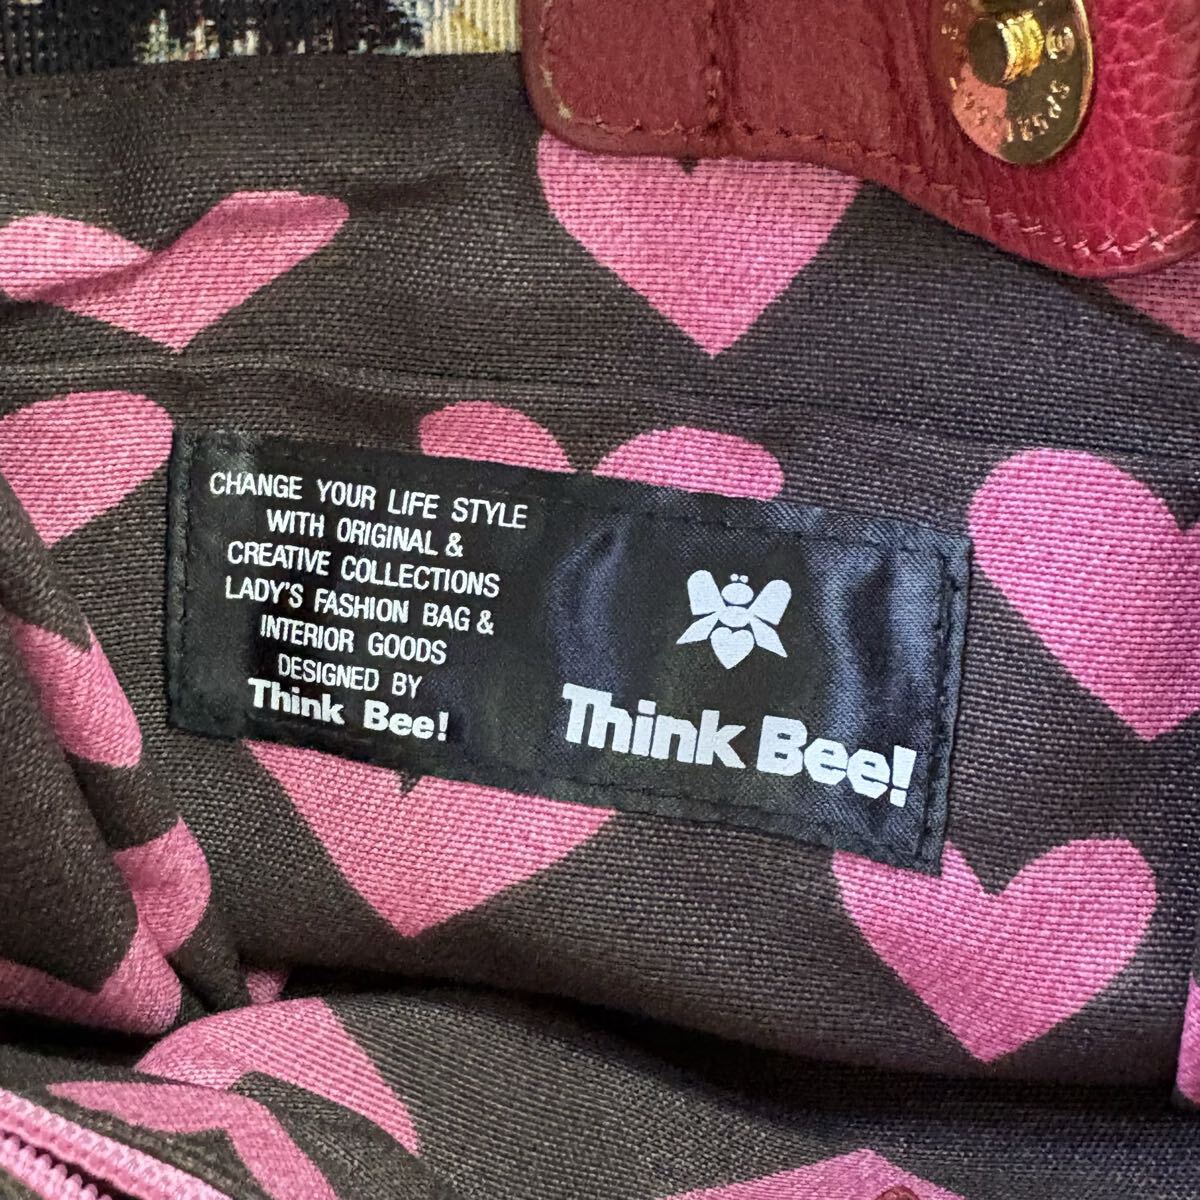 CHANGE YOUR LIFE STYLE
WITH ORIGINAL &
CREATIVE COLLECTIONS
LADY'S FASHION BAG &
INTERIOR GOODS
DESIGNED BY
Think Bee!
Think Bee!